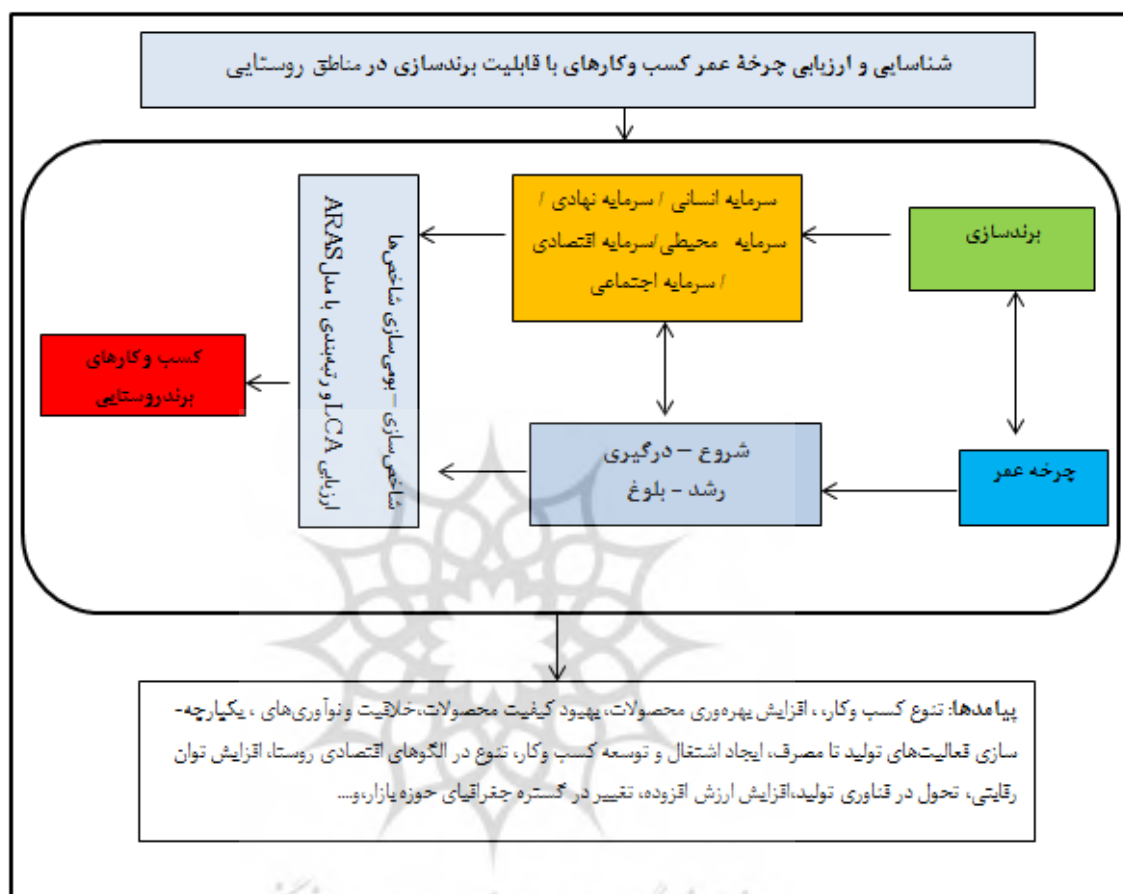 شناسایی و ارزیابی چرخۀ عمر کسب وکارهای با قابلیت برندسازی در مناطق روستایی
برندسازی
سرمایه انسانی / سرمایه نهادی /
سرمایه محیطی/سرمایه اقتصادی
/ سرمایه اجتماعی
شاخص‌سازی – بومی‌سازی شاخص‌ها
ارزیابی LCA و رتبه‌بندی با مدل ARAS
کسب وکارهای
برندروستایی
چرخه عمر
شروع – درگیری
رشد - بلوغ
پیامدها: تنوع کسب وکار، ، افزایش بهره‌وری محصولات، بهبود کیفیت محصولات،خلاقیت و نوآوری‌های ، یکپارچه-
سازی فعالیت‌های تولید تا مصرف، ایجاد اشتغال و توسعه کسب وکار، تنوع در الگوهای اقتصادی روستا، افزایش توان
رقابتی، تحول در فناوری تولید،افزایش ارزش افزوده، تغییر در گستره جغرافیای حوزه بازار،و....